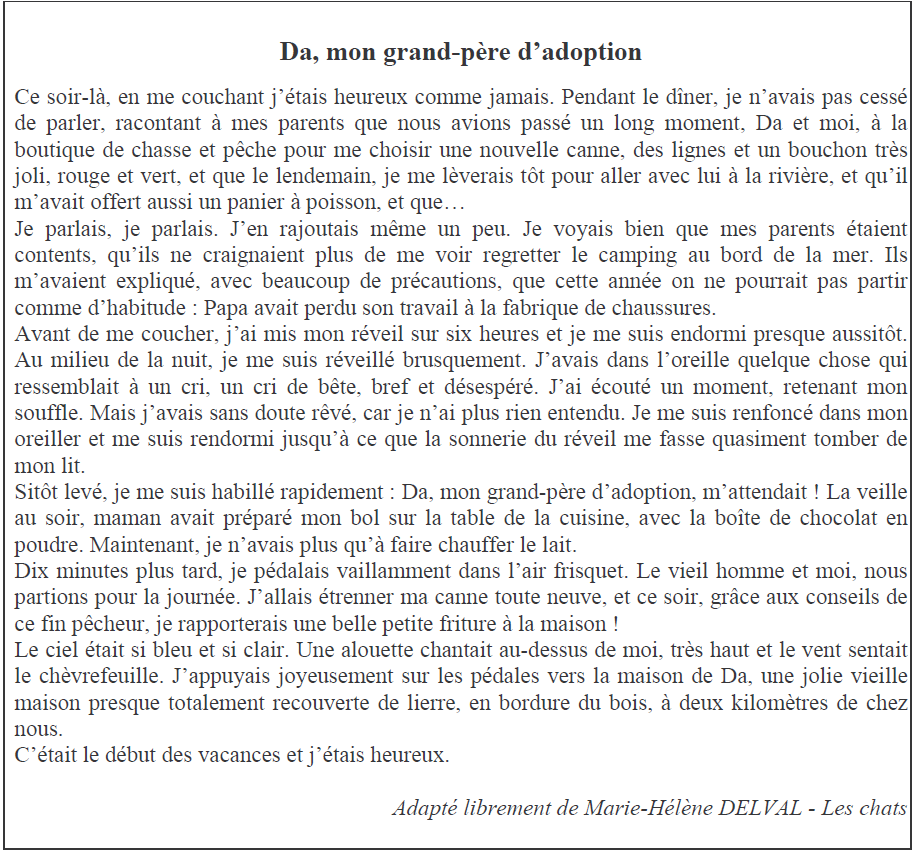 Da, mon grand-père d’adoption
Ce soir-là, en me couchant j’étais heureux comme jamais. Pendant le dîner, je n’avais pas cessé
de parler, racontant à mes parents que nous avions passé un long moment, Da et moi, à la
boutique de chasse et pêche pour me choisir une nouvelle canne, des lignes et un bouchon très
joli, rouge et vert, et que le lendemain, je me lèverais tôt pour aller avec lui à la rivière, et qu’il
m’avait offert aussi un panier à poisson, et que…
Je parlais, je parlais. J’en rajoutais même un peu. Je voyais bien que mes parents étaient
contents, qu’ils ne craignaient plus de me voir regretter le camping au bord de la mer. Ils
m’avaient expliqué, avec beaucoup de précautions, que cette année on ne pourrait pas partir
comme d’habitude : Papa avait perdu son travail à la fabrique de chaussures.
Avant de me coucher, j’ai mis mon réveil sur six heures et je me suis endormi presque aussitôt.
Au milieu de la nuit, je me suis réveillé brusquement. J’avais dans l’oreille quelque chose qui
ressemblait à un cri, un cri de bête, bref et désespéré. J’ai écouté un moment, retenant mon
souffle. Mais j’avais sans doute rêvé, car je n’ai plus rien entendu. Je me suis renfoncé dans mon
oreiller et me suis rendormi jusqu’à ce que la sonnerie du réveil me fasse quasiment tomber de
mon lit.
Sitôt levé, je me suis habillé rapidement : Da, mon grand-père d’adoption, m’attendait ! La veille
au soir, maman avait préparé mon bol sur la table de la cuisine, avec la boîte de chocolat en
poudre. Maintenant, je n’avais plus qu’à faire chauffer le lait.
Dix minutes plus tard, je pédalais vaillamment dans l’air frisquet. Le vieil homme et moi, nous
partions pour la journée. J’allais étrenner ma canne toute neuve, et ce soir, grâce aux conseils de
ce fin pêcheur, je rapporterais une belle petite friture à la maison !
Le ciel était si bleu et si clair. Une alouette chantait au-dessus de moi, très haut et le vent sentait
le chèvrefeuille. J’appuyais joyeusement sur les pédales vers la maison de Da, une jolie vieille
maison presque totalement recouverte de lierre, en bordure du bois, à deux kilomètres de chez
nous.
C’était le début des vacances et j’étais heureux.
Adapté librement de Marie-Hélène DELVAL - Les chats